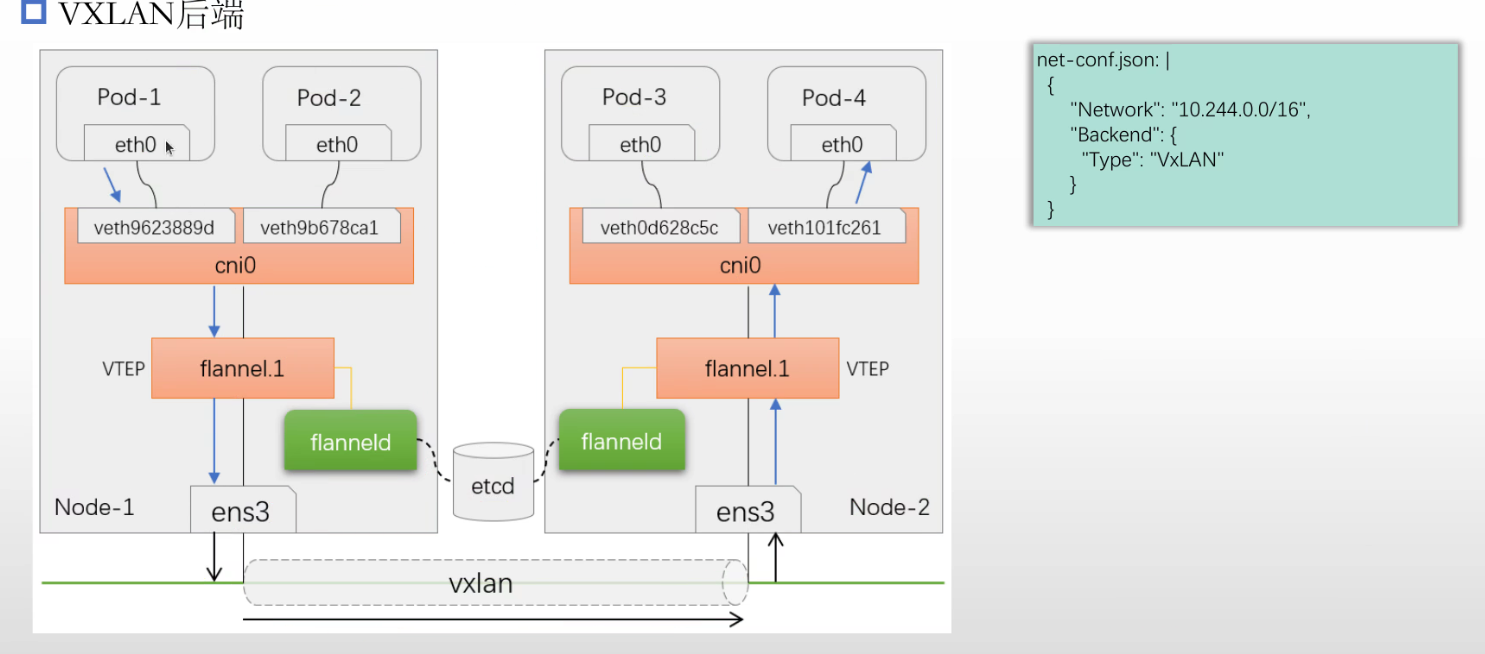 VXLAN后端
Pod-1
Pod-2
Pod-3
Pod-4
eth0
eth0
eth0
eth0
veth9623889d
veth9b678ca1
veth0d628c5c
veth101fc261
cni0
cni0
VTEP
flannel.1
flannel.1
VTEP
flanneld
flanneld
etcd
Node-1
ens3
ens3
Node-2
vxlan
net-conf.json: |
{
"Network": "10.244.0.0/16",
"Backend": {
"Type": "VxLAN"
}
}